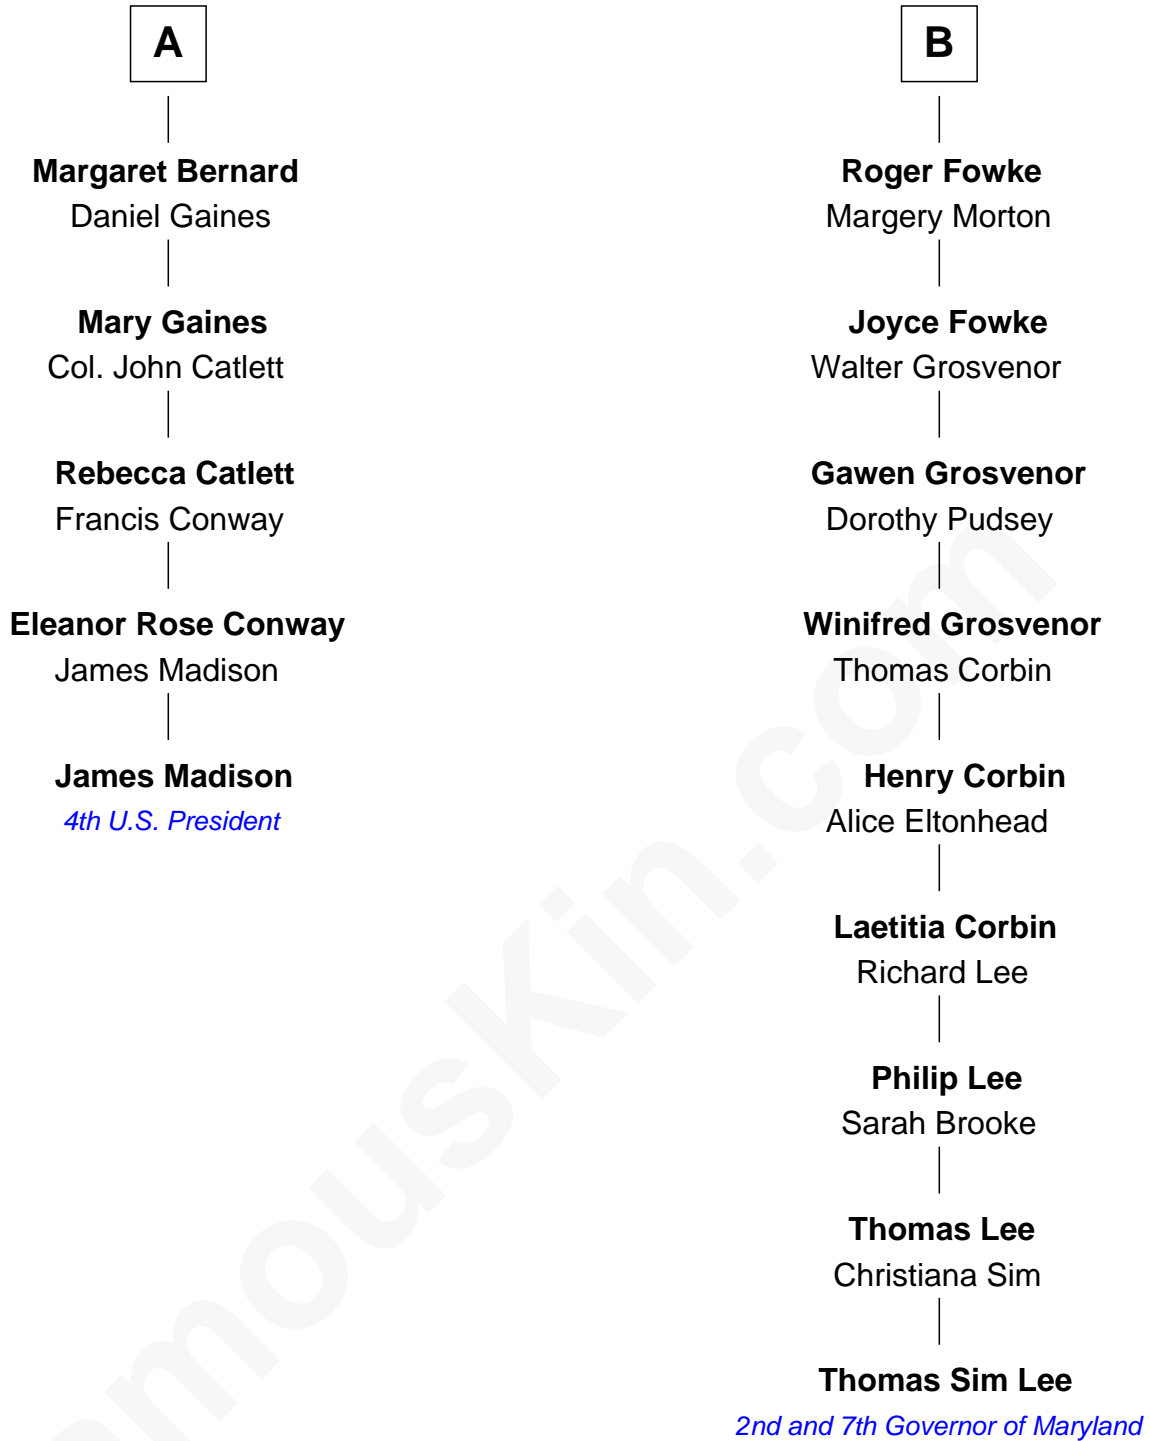 A
Margaret Bernard
Daniel Gaines
Mary Gaines
Col. John Catlett
Rebecca Catlett
Francis Conway
Eleanor Rose Conway
James Madison
James Madison
4th U.S. President
B
Roger Fowke
Margery Morton
Joyce Fowke
Walter Grosvenor
Gawen Grosvenor
Dorothy Pudsey
Winifred Grosvenor
Thomas Corbin
Henry Corbin
Alice Eltonhead
Laetitia Corbin
Richard Lee
Philip Lee
Sarah Brooke
Thomas Lee
Christiana Sim
Thomas Sim Lee
2nd and 7th Governor of Maryland
amousKin.com